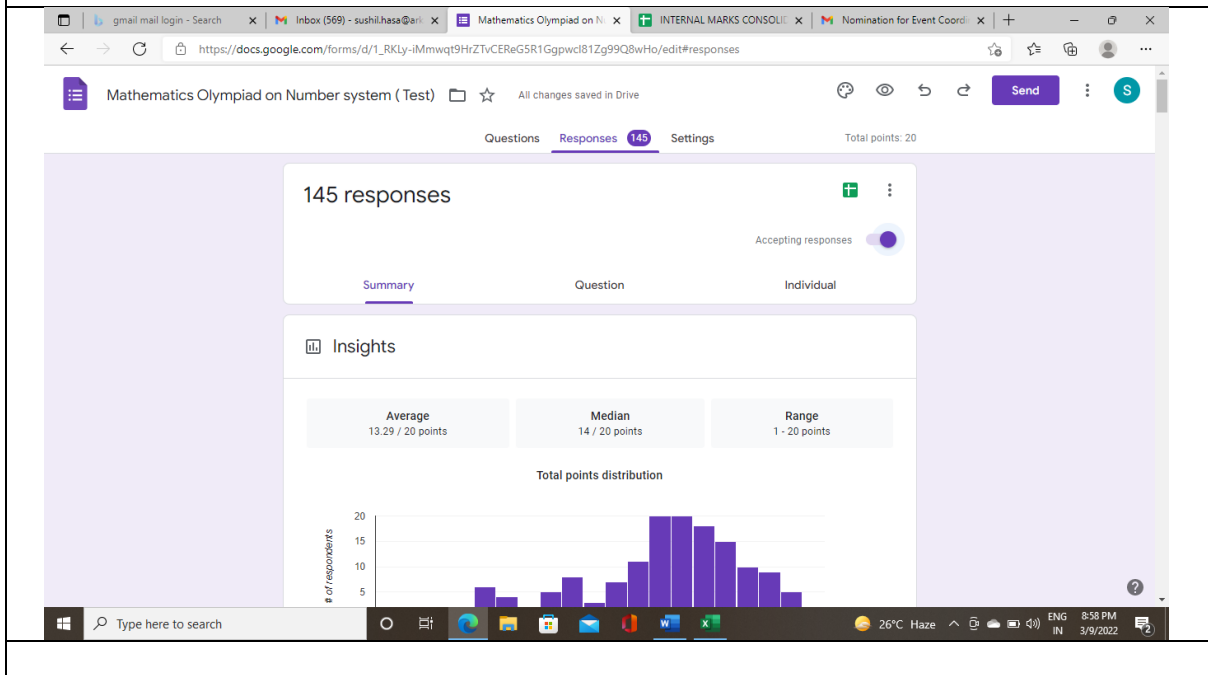 gmail mail login - Search
Inbox (569) - sushil.hasa@ark
Mathematics Olympiad on N
INTERNAL MARKS CONSOLID
Nomination for Event Coordi
https://docs.google.com/forms/d/1_RKLy-iMmwqt9HrZTvCEReG5R1Ggpwcl81Zg99Q8wHo/edit#responses
Mathematics Olympiad on Number system ( Test)
All changes saved in Drive
Send
S
Questions Responses 145 Settings
Total points: 20
145 responses
Accepting responses
Summary Question Individual
Insights
Average Median Range
13.29 / 20 points 14 / 20 points 1 - 20 points
Total points distribution
# of respondents
20
15
10
5
Type here to search
26°C Haze
ENG
IN
8:58 PM
3/9/2022
2